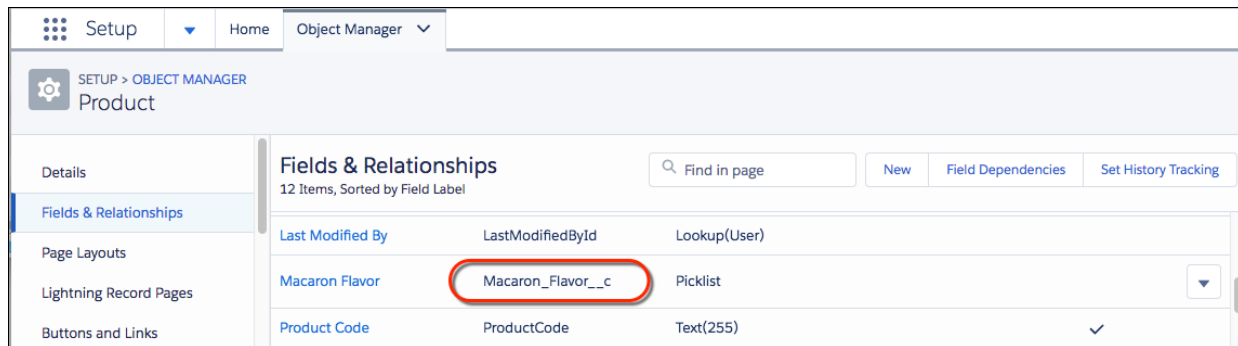 Setup Home Object Manager
SETUP > OBJECT MANAGER
Product
Details
Fields & Relationships
Page Layouts
Lightning Record Pages
Buttons and Links
Fields & Relationships
12 Items, Sorted by Field Label
Find in page New Field Dependencies Set History Tracking
Last Modified By LastModifiedById Lookup(User)
Macaron Flavor Macaron_Flavor__c Picklist
Product Code ProductCode Text(255)